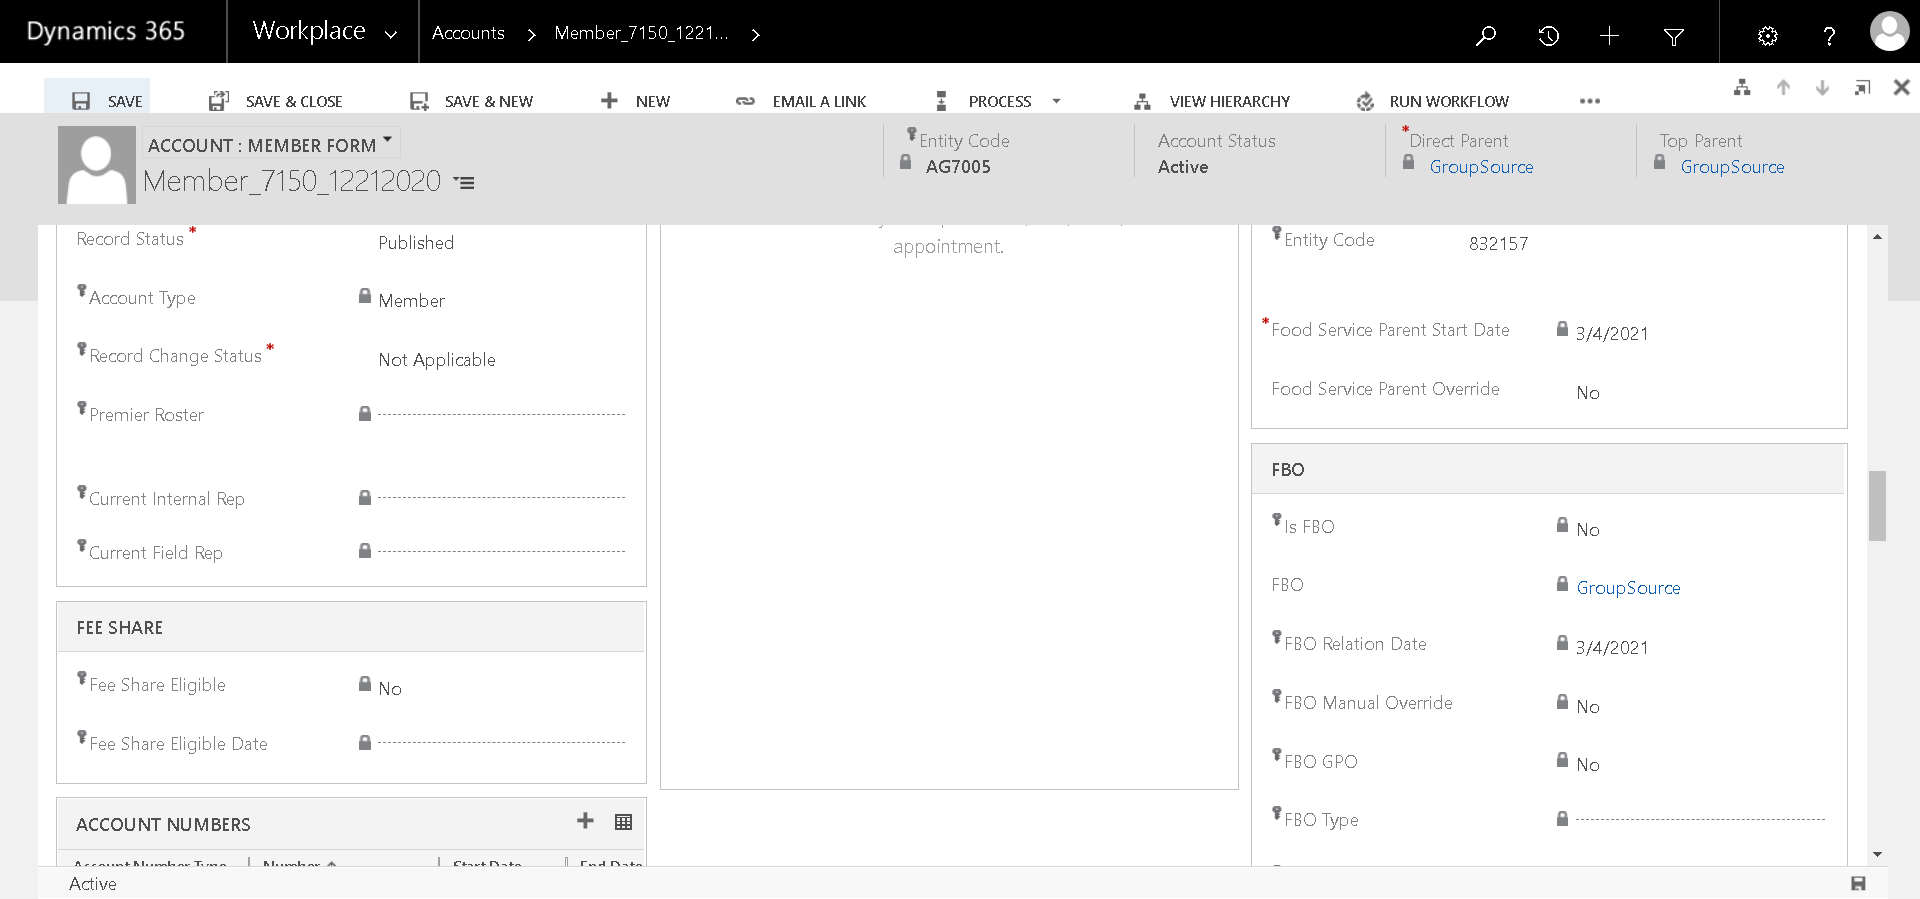 Dynamics 365
Workplace
Accounts
Member_7150_1221...
SAVE
SAVE & CLOSE
SAVE & NEW
NEW
EMAIL A LINK
PROCESS
VIEW HIERARCHY
RUN WORKFLOW
ACCOUNT : MEMBER FORM
Member_7150_12212020
Entity Code
AG7005
Account Status
Active
* Direct Parent
GroupSource
Top Parent
GroupSource
Record Status *
Published
Account Type
Member
Record Change Status *
Not Applicable
Premier Roster
Current Internal Rep
Current Field Rep
FEE SHARE
Fee Share Eligible
No
Fee Share Eligible Date
ACCOUNT NUMBERS
Account Number Type
Number
Start Date
End Date
appointment.
Entity Code
832157
* Food Service Parent Start Date
3/4/2021
Food Service Parent Override
No
FBO
Is FBO
No
FBO
GroupSource
FBO Relation Date
3/4/2021
FBO Manual Override
No
FBO GPO
No
FBO Type
Active